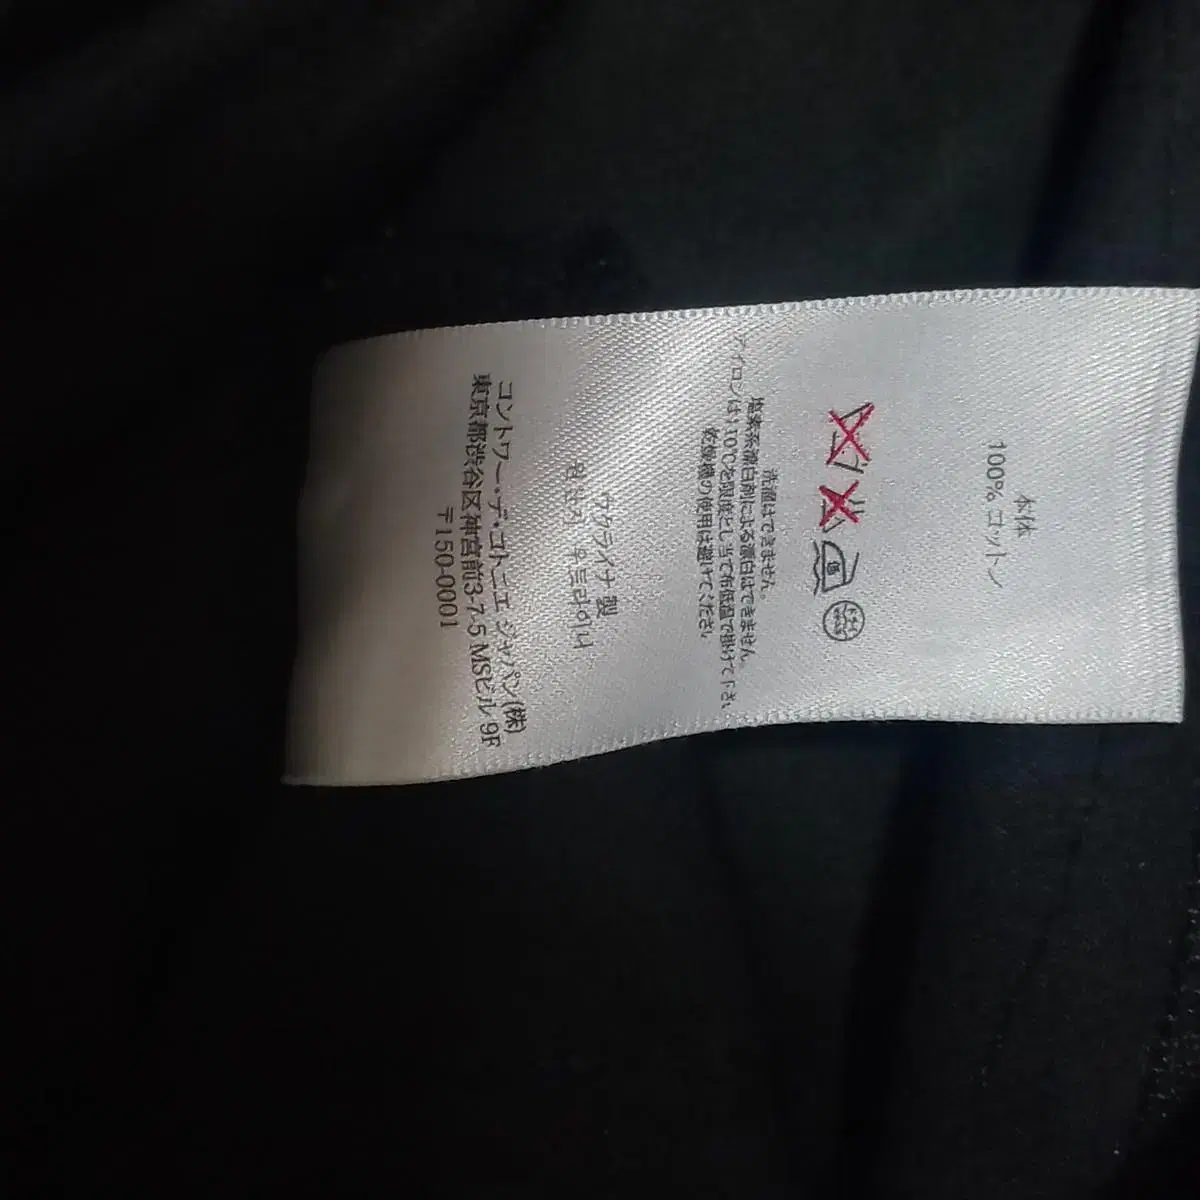 本体
100% コットン
洗濯はできません。
塩素系漂白剤による漂白はできません。
アイロンは110℃を限度とし当て布低温で掛けて下さい
乾燥機の使用は避けてください
ウクライナ製
원산지 우크라이나
コントワー・デ・コトニエ ジャパン(株)
東京都渋谷区神宮前3-7-5 MSビル 9F
〒150-0001